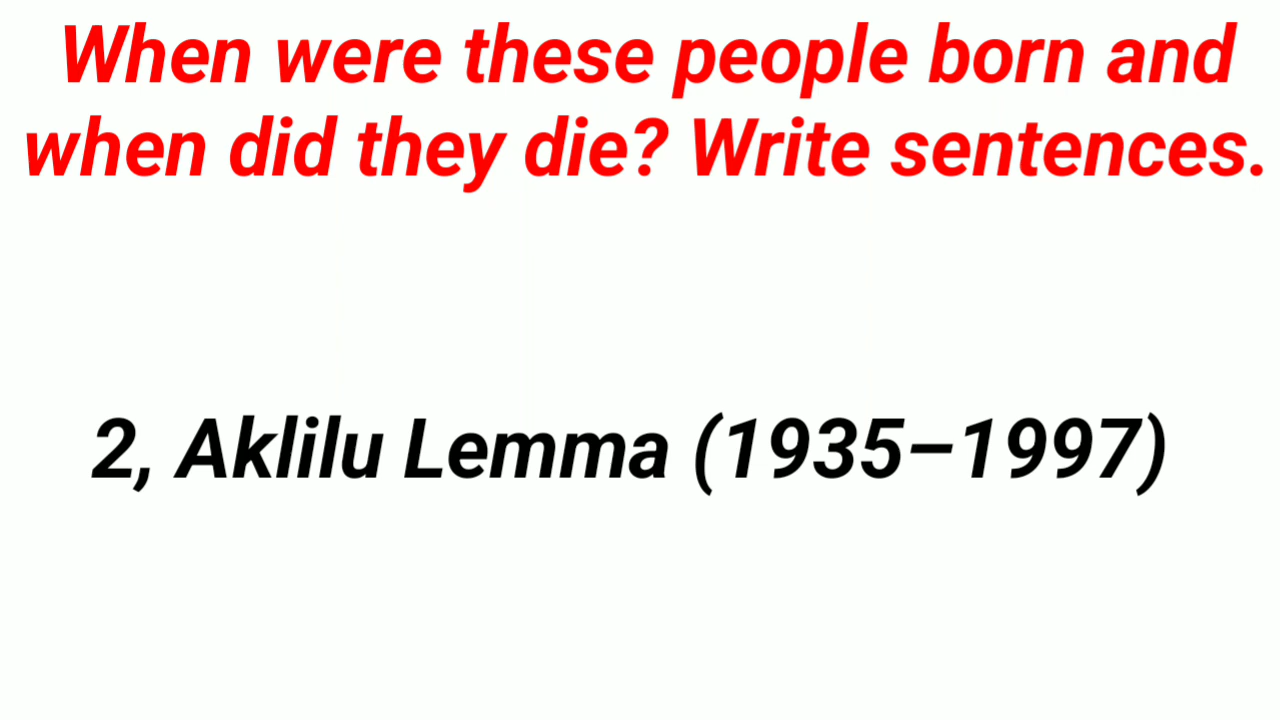 When were these people born and
when did they die? Write sentences.
2, Aklilu Lemma (1935–1997)